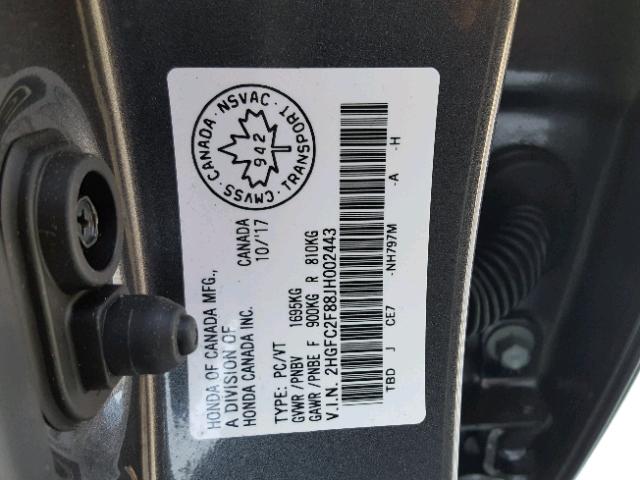 HONDA OF CANADA MFG.,
A DIVISION OF
HONDA CANADA INC.
CANADA
10/'17
CMVSS · CANADA · NSVAC · TRANSPORT
942
TYPE: PC/VT
GVWR/PNBV 1695KG
GAWR/PNBE F 900KG R 810KG
V.I.N. 2HGFC2F88JH002443
TBD J CE7 -NH797M -A -H